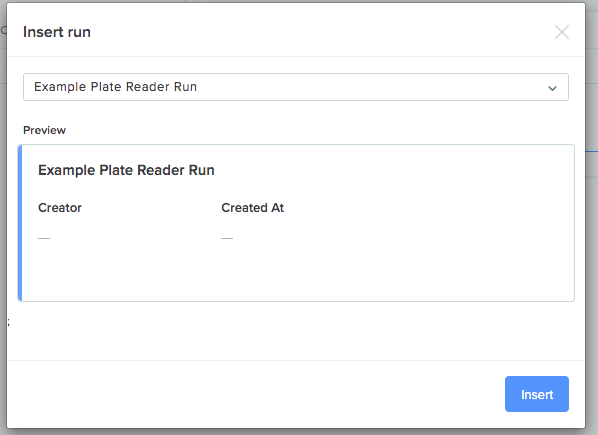 Insert run
Example Plate Reader Run
Preview
Example Plate Reader Run
Creator Created At
— —
;
Insert